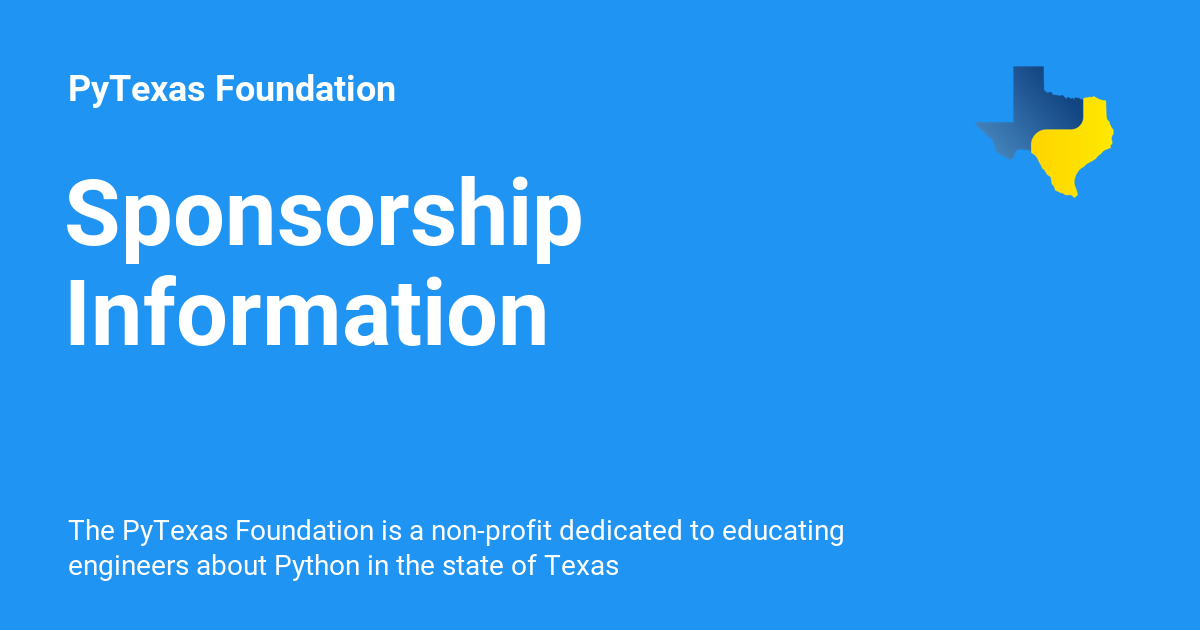 PyTexas Foundation
Sponsorship
Information
The PyTexas Foundation is a non-profit dedicated to educating
engineers about Python in the state of Texas